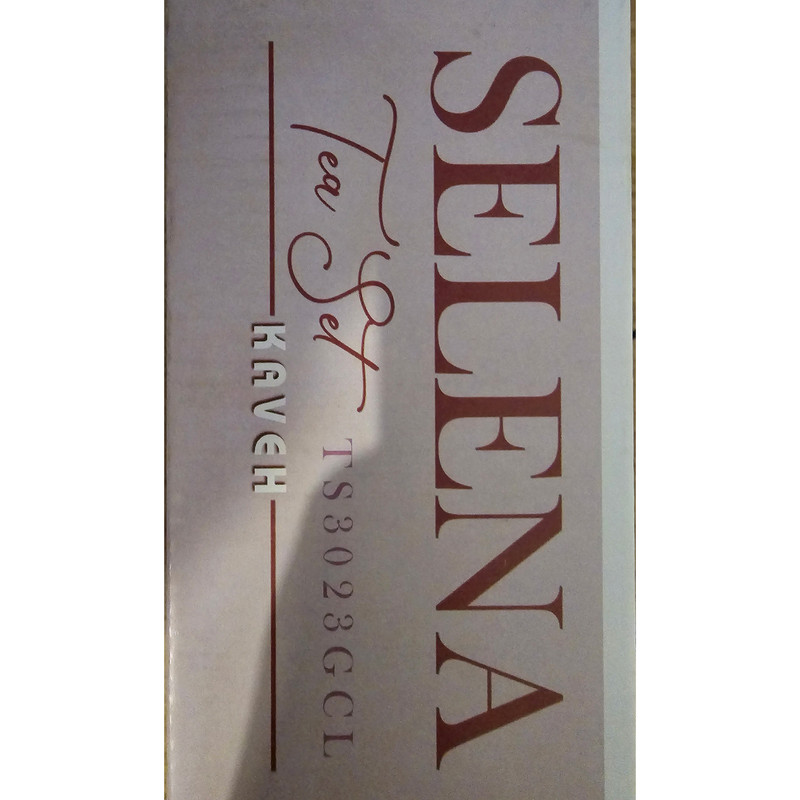 SELENA
Tea Set
TS3023GCL
KAVEH